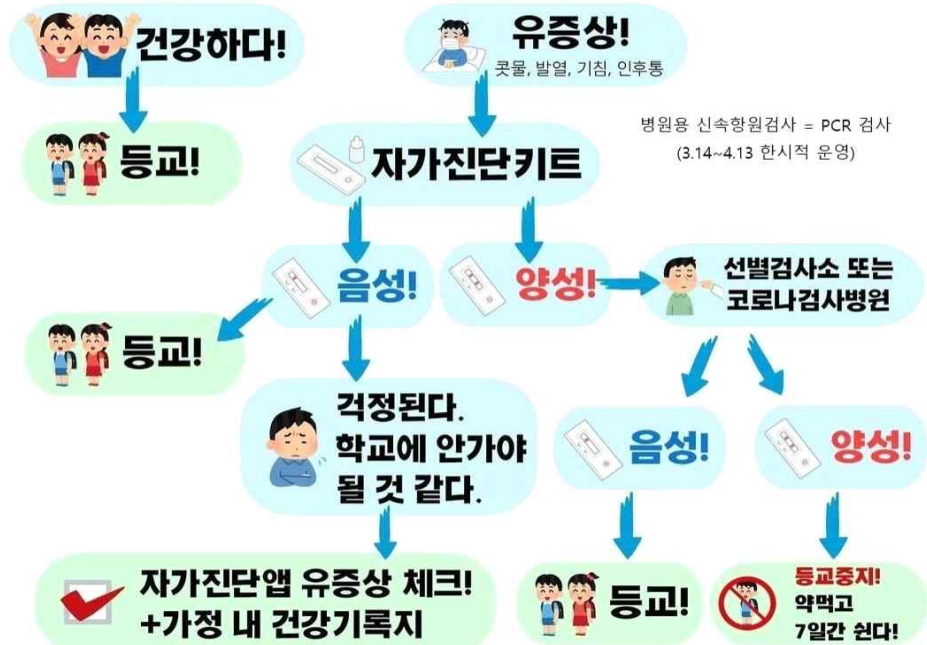 건강하다!
유증상!
콧물, 발열, 기침, 인후통
병원용 신속항원검사 = PCR 검사
(3.14~4.13 한시적 운영)
등교!
자가진단키트
음성!
양성!
선별검사소 또는
코로나검사병원
등교!
걱정된다.
학교에 안가야
될 것 같다.
음성!
양성!
자가진단앱 유증상 체크!
+가정 내 건강기록지
등교!
등교중지!
약먹고
7일간 쉰다!